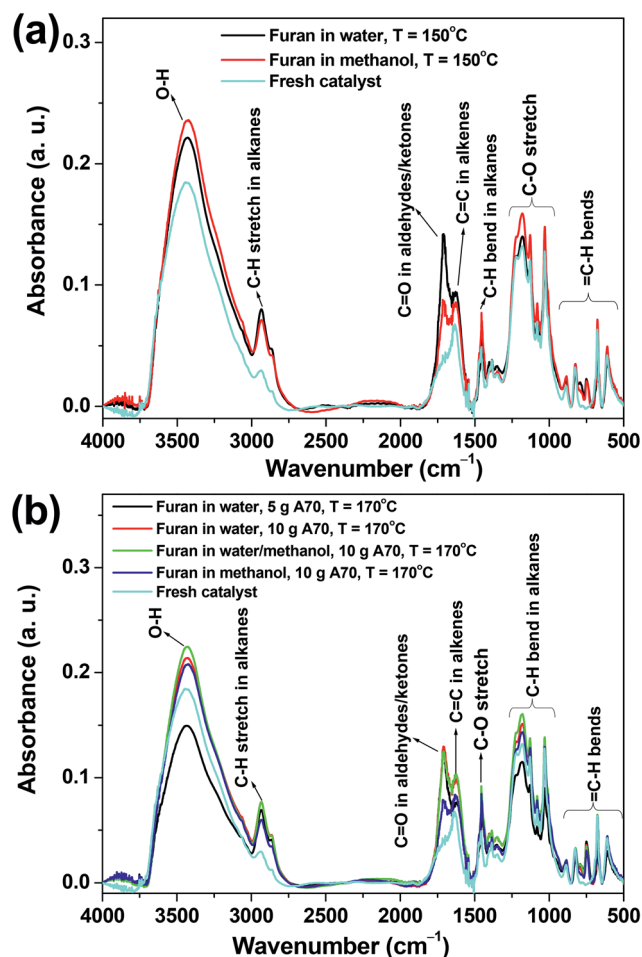 (a)
Furan in water, T = 150°C
Furan in methanol, T = 150°C
Fresh catalyst
O-H
C-H stretch in alkanes
C=O in aldehydes/ketones
C=C in alkenes
C-H bend in alkanes
C-O stretch
=C-H bends
0.3
0.2
0.1
0.0
Absorbance (a. u.)
4000 3500 3000 2500 2000 1500 1000 500
Wavenumber (cm⁻¹)
(b)
Furan in water, 5 g A70, T = 170°C
Furan in water, 10 g A70, T = 170°C
Furan in water/methanol, 10 g A70, T = 170°C
Furan in methanol, 10 g A70, T = 170°C
Fresh catalyst
O-H
C-H stretch in alkanes
C=O in aldehydes/ketones
C=C in alkenes
C-O stretch
C-H bend in alkanes
=C-H bends
0.3
0.2
0.1
0.0
Absorbance (a. u.)
4000 3500 3000 2500 2000 1500 1000 500
Wavenumber (cm⁻¹)